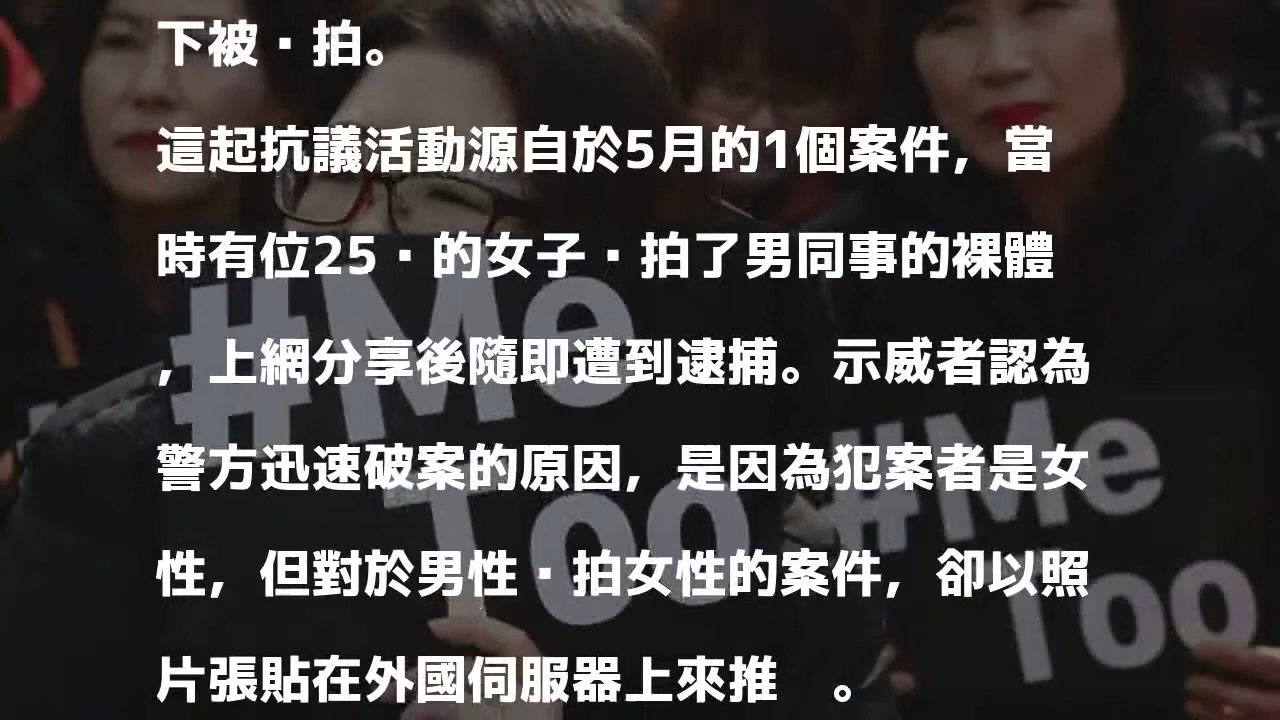 下被·拍。
這起抗議活動源自於5月的1個案件，當
時有位25·的女子·拍了男同事的裸體
，上網分享後隨即遭到逮捕。示威者認為
警方迅速破案的原因，是因為犯案者是女
性，但對於男性·拍女性的案件，卻以照
片張貼在外國伺服器上來推　。
#Me
Too
#Me
Too